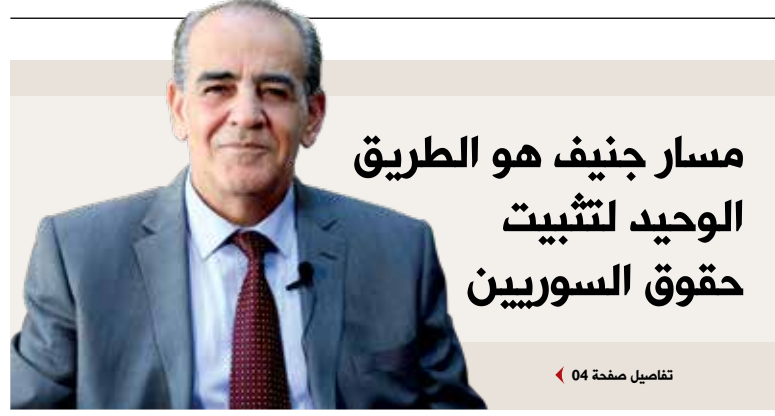 مسار جنيف هو الطريق
الوحيد لتثبيت
حقوق السوريين
تفاصيل صفحة 04